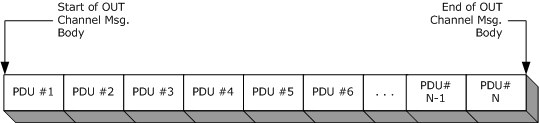 Start of OUT
Channel Msg.
Body
End of OUT
Channel Msg.
Body
PDU #1
PDU #2
PDU #3
PDU #4
PDU #5
PDU #6
. . .
PDU#
N-1
PDU#
N